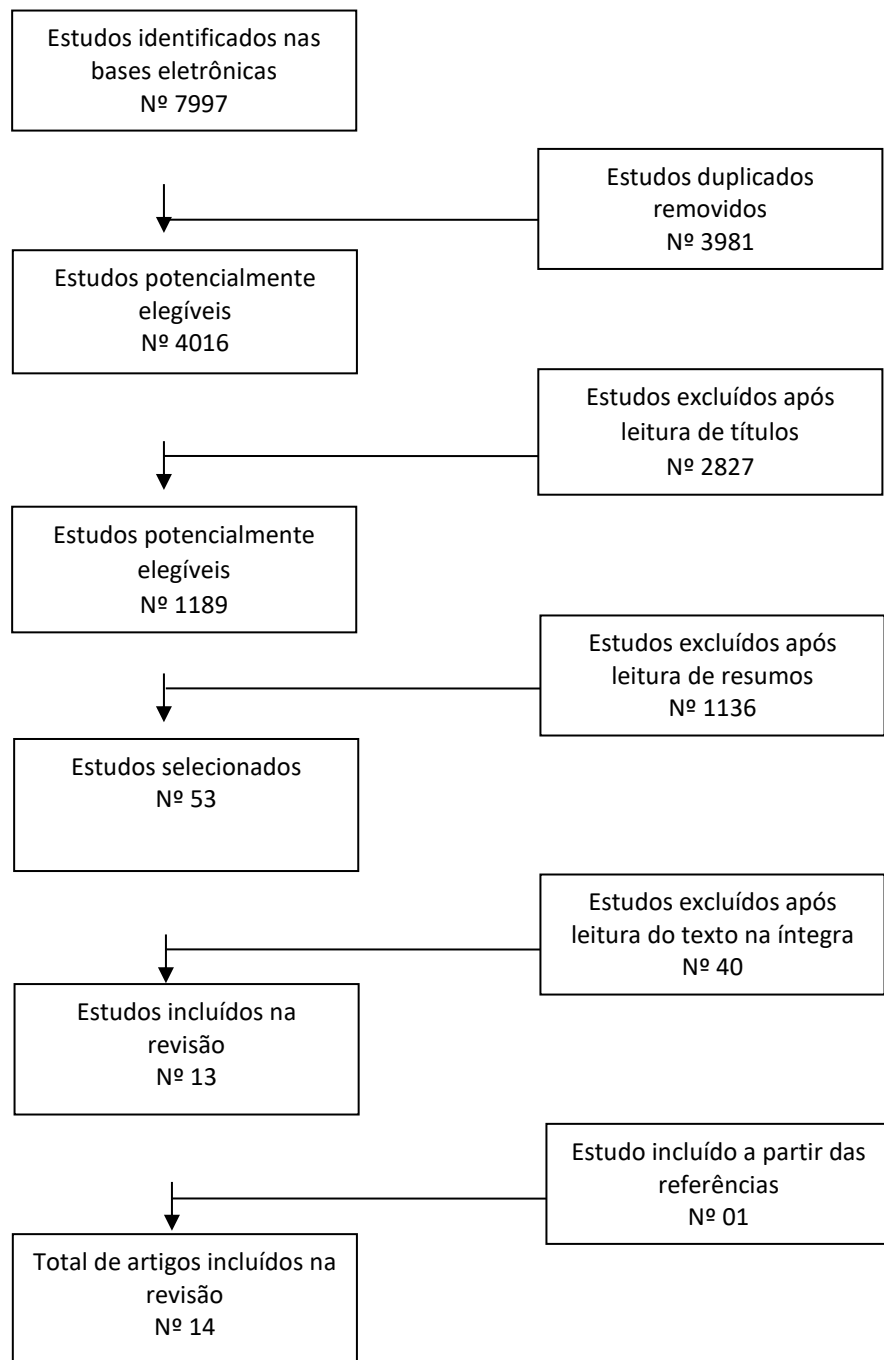 Estudos identificados nas
bases eletrônicas
Nº 7997
Estudos duplicados
removidos
Nº 3981
Estudos potencialmente
elegíveis
Nº 4016
Estudos excluídos após
leitura de títulos
Nº 2827
Estudos potencialmente
elegíveis
Nº 1189
Estudos excluídos após
leitura de resumos
Nº 1136
Estudos selecionados
Nº 53
Estudos excluídos após
leitura do texto na íntegra
Nº 40
Estudos incluídos na
revisão
Nº 13
Estudo incluído a partir das
referências
Nº 01
Total de artigos incluídos na
revisão
Nº 14